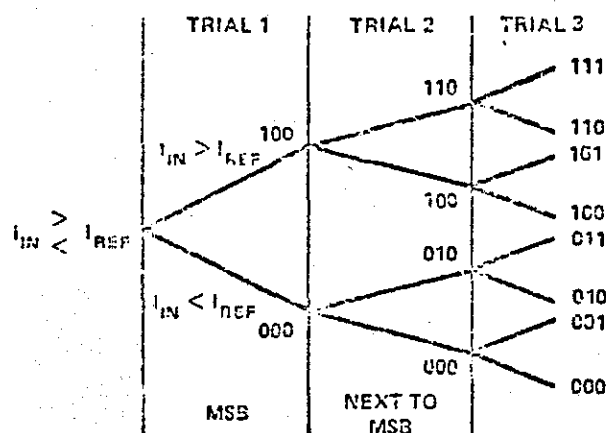 TRIAL 1 TRIAL 2 TRIAL 3
111
110
100
I_IN > I_REF
110
101
100
100
I_IN > < I_REF
011
010
I_IN < I_REF
010
001
000
000
000
MSB
NEXT TO
MSB